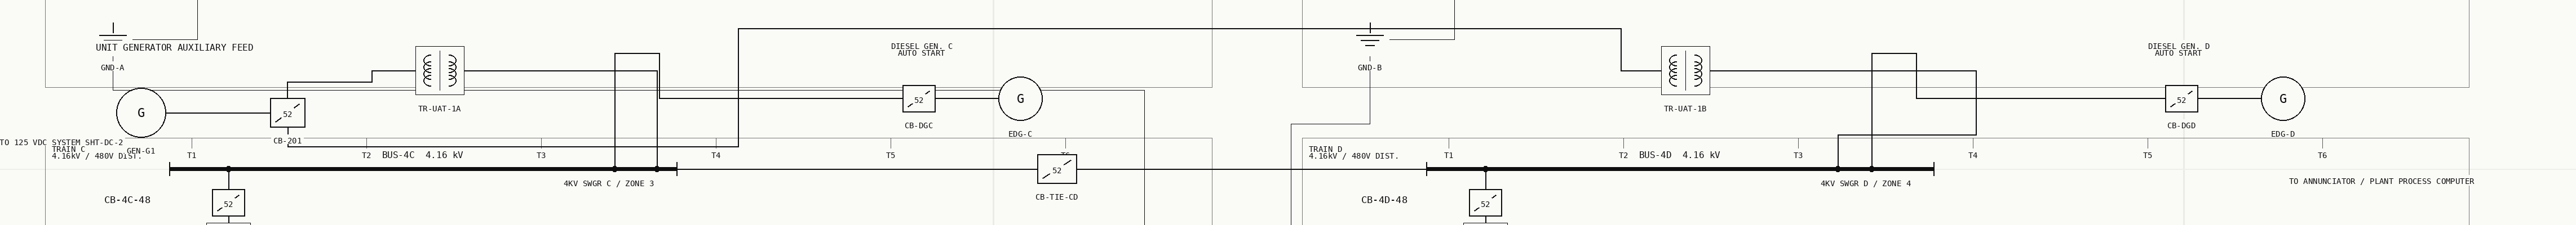 UNIT GENERATOR AUXILIARY FEED
GND-A
G
GEN-G1
52
CB-201
TR-UAT-1A
DIESEL GEN. C
AUTO START
52
CB-DGC
G
EDG-C
GND-B
TR-UAT-1B
DIESEL GEN. D
AUTO START
52
CB-DGD
G
EDG-D
TO 125 VDC SYSTEM SHT-DC-2
TRAIN C
4.16kV / 480V DIST.
T1
T2
BUS-4C 4.16 kV
T3
T4
T5
52
CB-TIE-CD
4KV SWGR C / ZONE 3
CB-4C-48
52
TRAIN D
4.16kV / 480V DIST.
T1
T2
BUS-4D 4.16 kV
T3
T4
T5
T6
4KV SWGR D / ZONE 4
TO ANNUNCIATOR / PLANT PROCESS COMPUTER
CB-4D-48
52